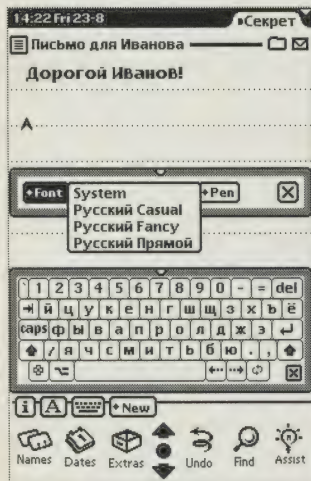 14:22 Fri 23-8 Секрет
Письмо для Иванова
Дорогой Иванов!
Font Pen
System
Русский Casual
Русский Fancy
Русский Прямой
` 1 2 3 4 5 6 7 8 9 0 - = del
й ц у к е н г ш щ з х ъ ё
caps ф ы в а п р о л д ж э
/ я ч с м и т ь б ю . ,
i A New
Names Dates Extras Undo Find Assist